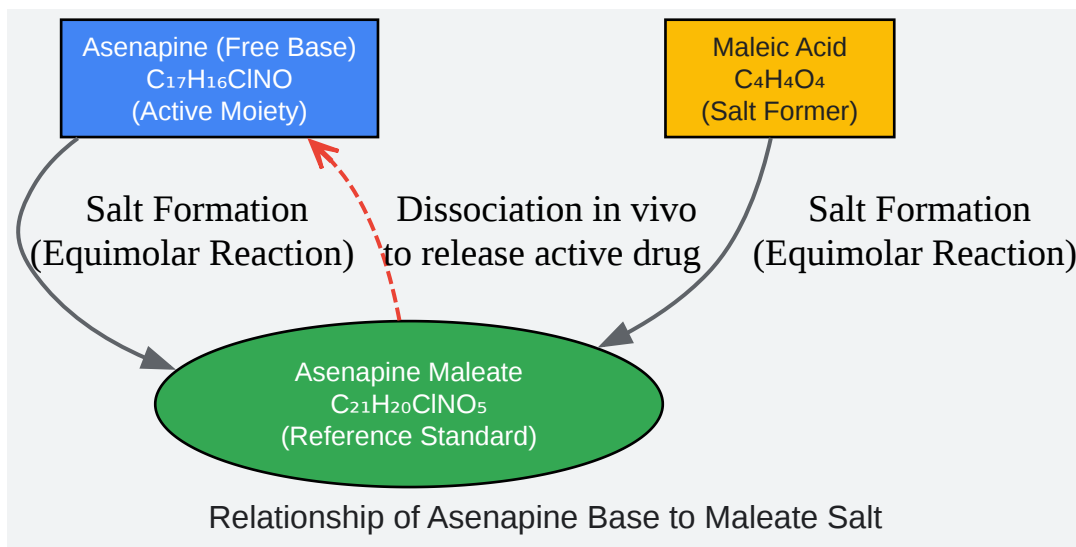 Asenapine (Free Base)
C₁₇H₁₆ClNO
(Active Moiety)
Maleic Acid
C₄H₄O₄
(Salt Former)
Salt Formation
(Equimolar Reaction)
Dissociation in vivo
to release active drug
Salt Formation
(Equimolar Reaction)
Asenapine Maleate
C₂₁H₂₀ClNO₅
(Reference Standard)
Relationship of Asenapine Base to Maleate Salt